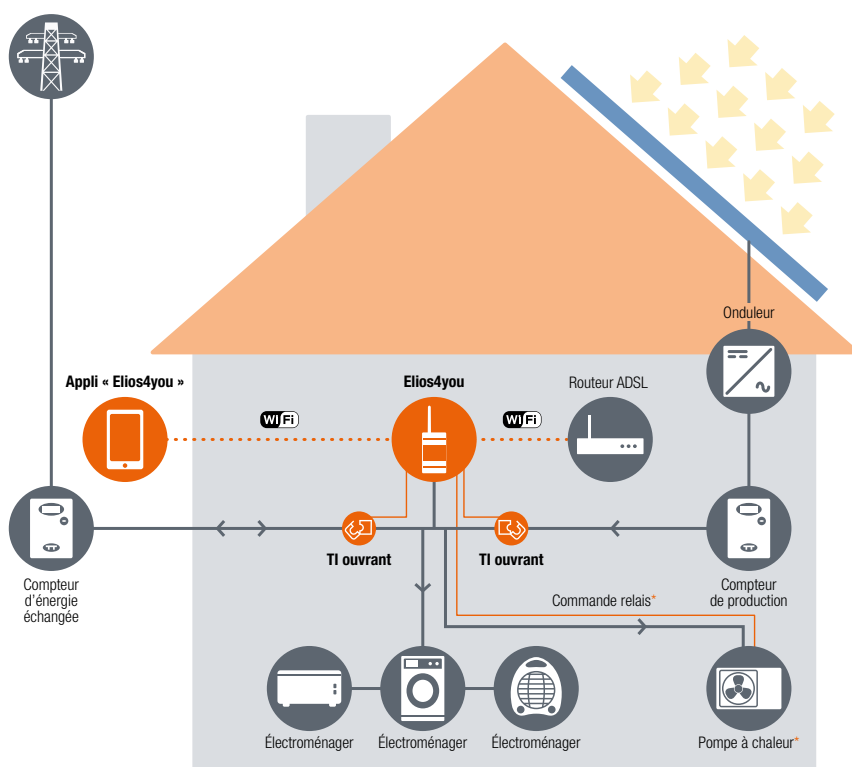 Onduleur
Appli « Elios4you »
Elios4you
Routeur ADSL
WiFi
WiFi
TI ouvrant
TI ouvrant
Compteur
d'énergie
échangée
Compteur
de production
Commande relais*
Électroménager
Électroménager
Électroménager
Pompe à chaleur*